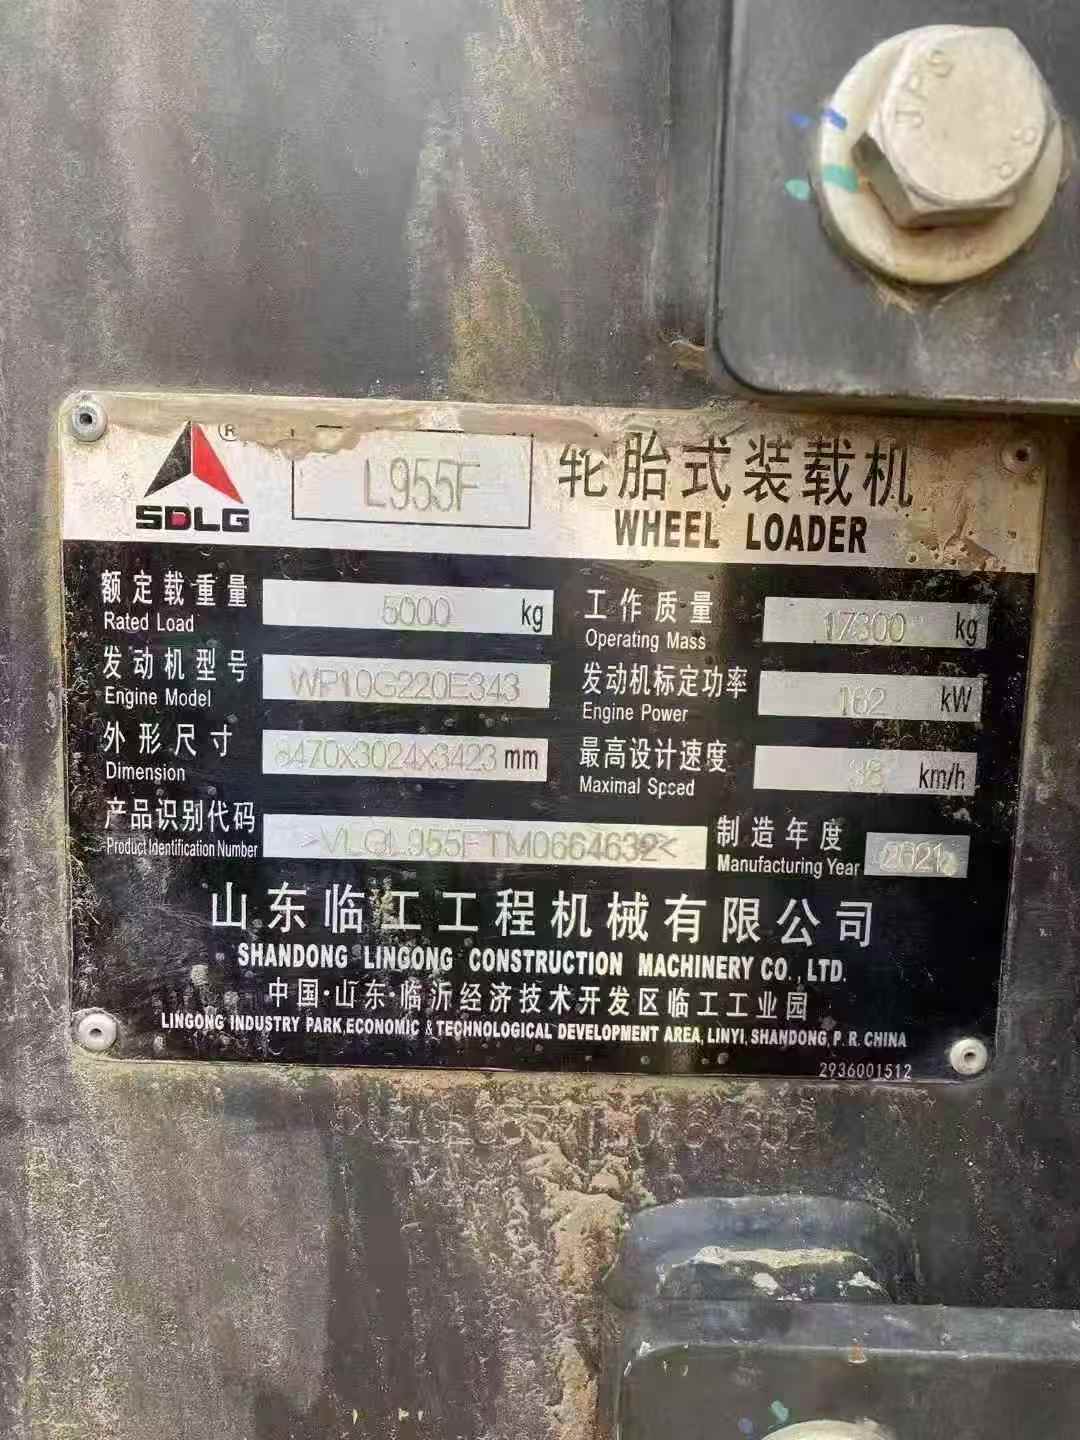 JPG
8.8
®
SDLG
L955F
轮胎式装载机
WHEEL LOADER
额定载重量
Rated Load
5000 kg
工作质量
Operating Mass
17300 kg
发动机型号
Engine Model
WP10G220E343
发动机标定功率
Engine Power
162 kW
外形尺寸
Dimension
8470x3024x3423 mm
最高设计速度
Maximal Speed
38 km/h
产品识别代码
Product Identification Number
>VLGL955FTM0664632<
制造年度
Manufacturing Year
2021
山东临工工程机械有限公司
SHANDONG LINGONG CONSTRUCTION MACHINERY CO., LTD.
中国·山东·临沂经济技术开发区临工工业园
LINGONG INDUSTRY PARK, ECONOMIC & TECHNOLOGICAL DEVELOPMENT AREA, LINYI, SHANDONG, P. R. CHINA
2936001512